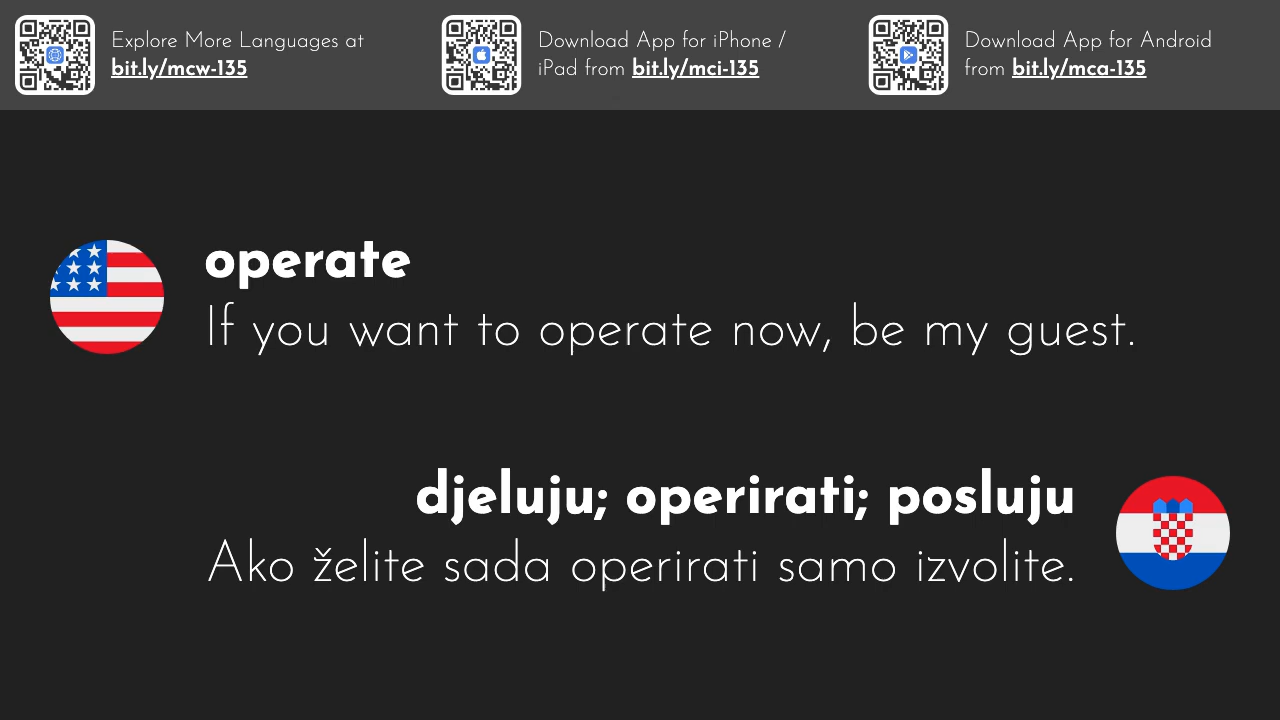 Explore More Languages at
bit.ly/mcw-135
Download App for iPhone /
iPad from bit.ly/mci-135
Download App for Android
from bit.ly/mca-135
operate
If you want to operate now, be my guest.
djeluju; operirati; posluju
Ako želite sada operirati samo izvolite.